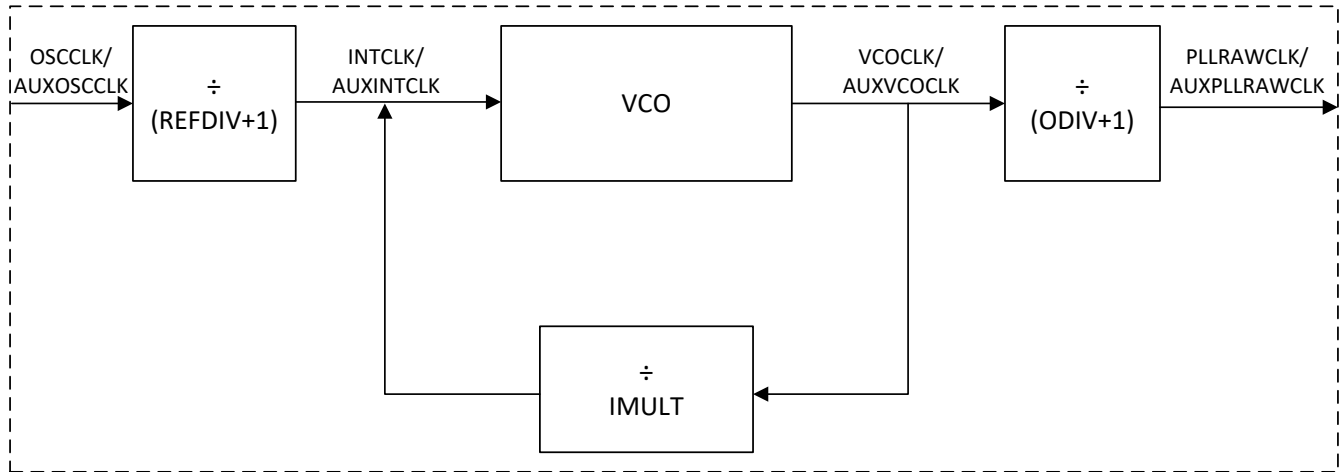 OSCCLK/
AUXOSCCLK
÷
(REFDIV+1)
INTCLK/
AUXINTCLK
VCO
VCOCLK/
AUXVCOCLK
÷
(ODIV+1)
PLLRAWCLK/
AUXPLLRAWCLK
÷
IMULT